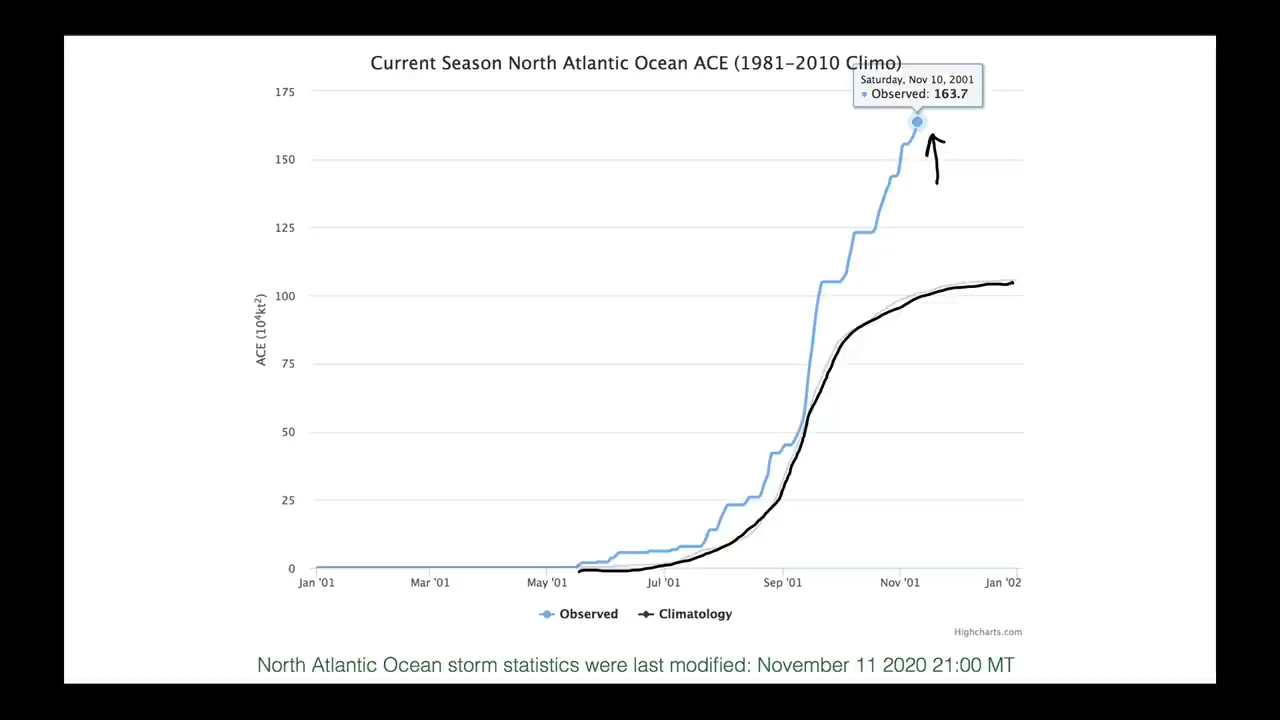 Current Season North Atlantic Ocean ACE (1981-2010 Climo)
Saturday, Nov 10, 2001
Observed: 163.7
175
150
125
100
75
50
25
0
ACE (10⁴kt²)
Jan '01 Mar '01 May '01 Jul '01 Sep '01 Nov '01 Jan '02
Observed Climatology
Highcharts.com
North Atlantic Ocean storm statistics were last modified: November 11 2020 21:00 MT